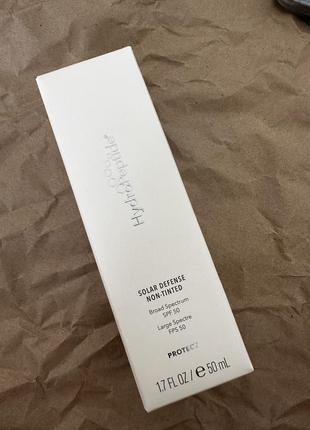 HydroPeptide®
SOLAR DEFENSE
NON-TINTED
Broad Spectrum
SPF 50
Large Spectre
FPS 50
PROTECT
1.7 FL OZ / ℮ 50 mL